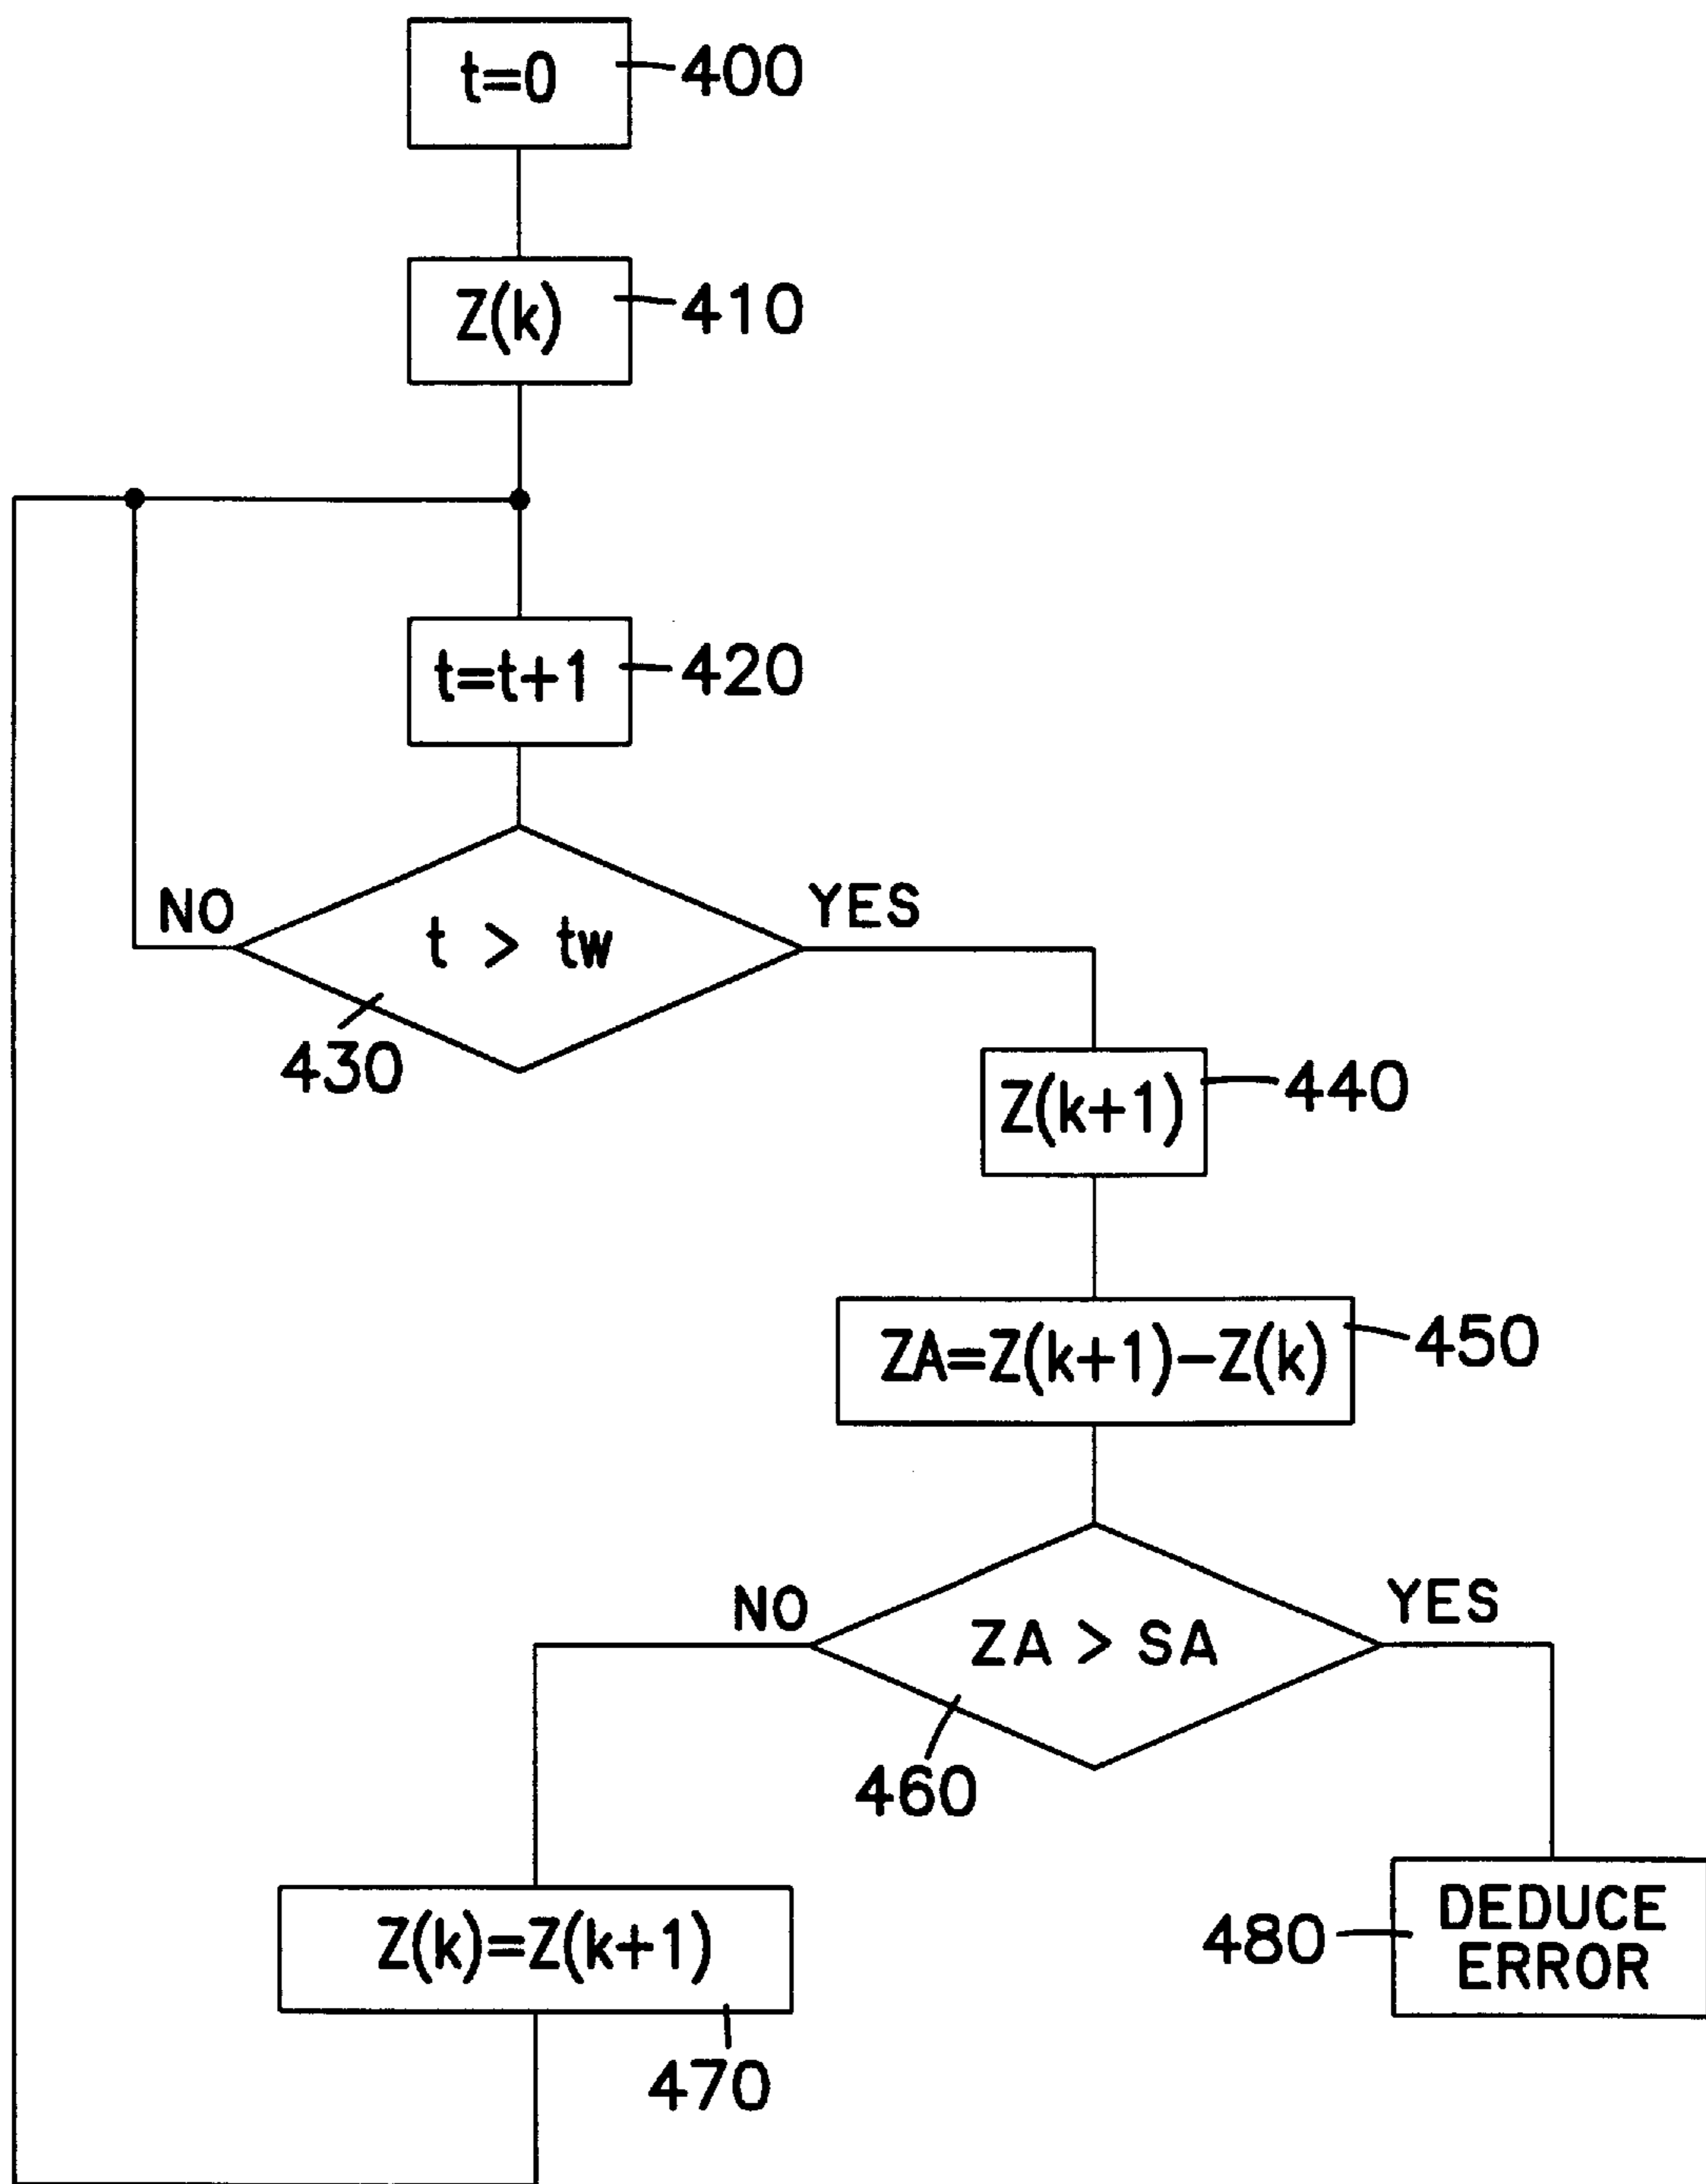 t=0
400
Z(k)
410
t=t+1
420
NO
YES
t > tw
430
Z(k+1)
440
ZA=Z(k+1)-Z(k)
450
NO
YES
ZA > SA
460
Z(k)=Z(k+1)
470
DEDUCE
ERROR
480